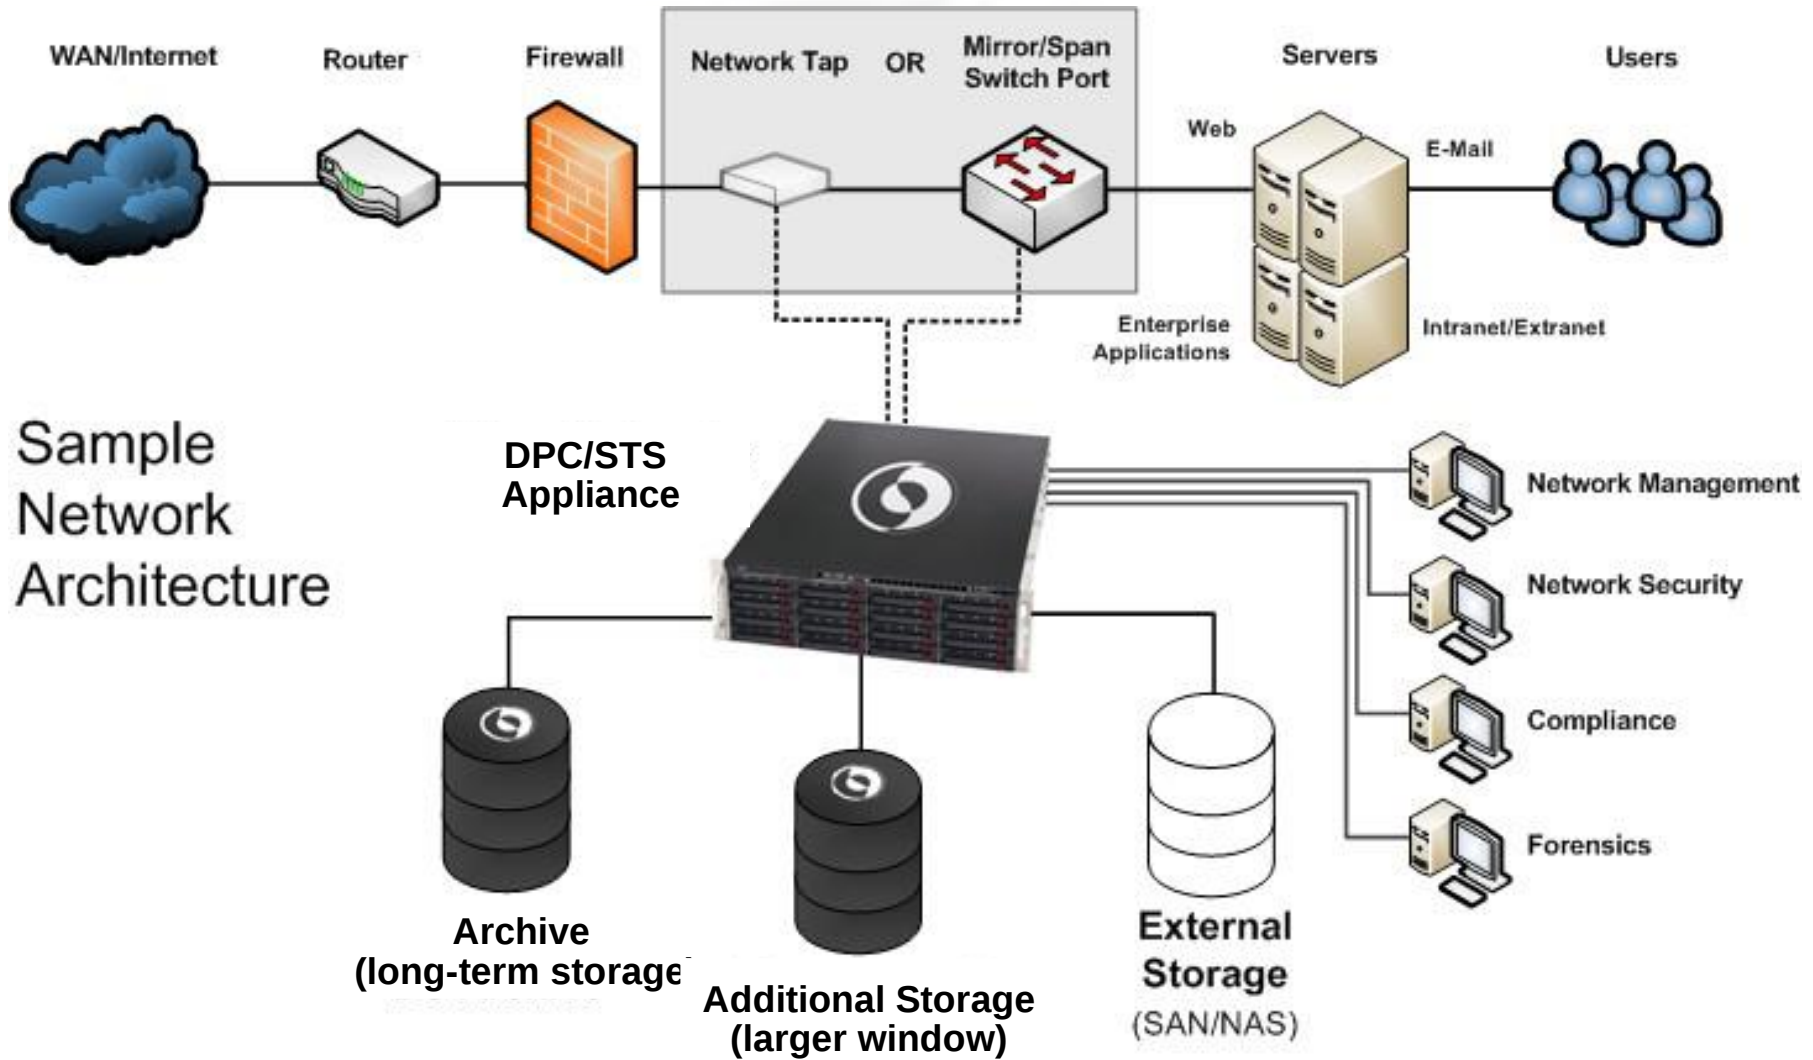 WAN/Internet
Router
Firewall
Network Tap
OR
Mirror/Span
Switch Port
Servers
Users
Web
E-Mail
Enterprise
Applications
Intranet/Extranet
Sample
Network
Architecture
DPC/STS
Appliance
Network Management
Network Security
Compliance
Forensics
Archive
(long-term storage
Additional Storage
(larger window)
External
Storage
(SAN/NAS)